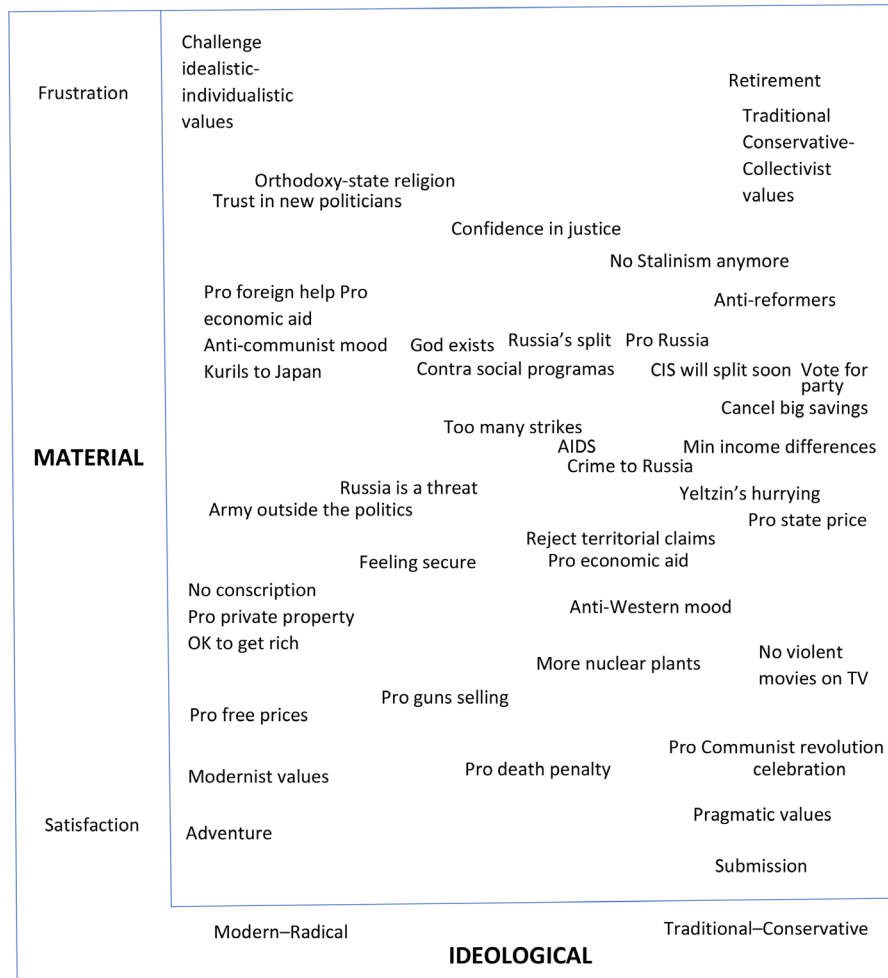 Challenge
idealistic-
individualistic
values
Frustration
Retirement
Traditional
Conservative-
Collectivist
values
Orthodoxy-state religion
Trust in new politicians
Confidence in justice
No Stalinism anymore
Pro foreign help Pro
economic aid
Anti-reformers
Anti-communist mood
God exists
Russia's split
Pro Russia
Kurils to Japan
Contra social programas
CIS will split soon
Vote for
party
Cancel big savings
Too many strikes
MATERIAL
AIDS
Min income differences
Crime to Russia
Russia is a threat
Yeltzin's hurrying
Army outside the politics
Pro state price
Reject territorial claims
Feeling secure
Pro economic aid
No conscription
Pro private property
OK to get rich
Anti-Western mood
More nuclear plants
No violent
movies on TV
Pro guns selling
Pro free prices
Pro Communist revolution
celebration
Modernist values
Pro death penalty
Satisfaction
Pragmatic values
Adventure
Submission
Modern–Radical
Traditional–Conservative
IDEOLOGICAL